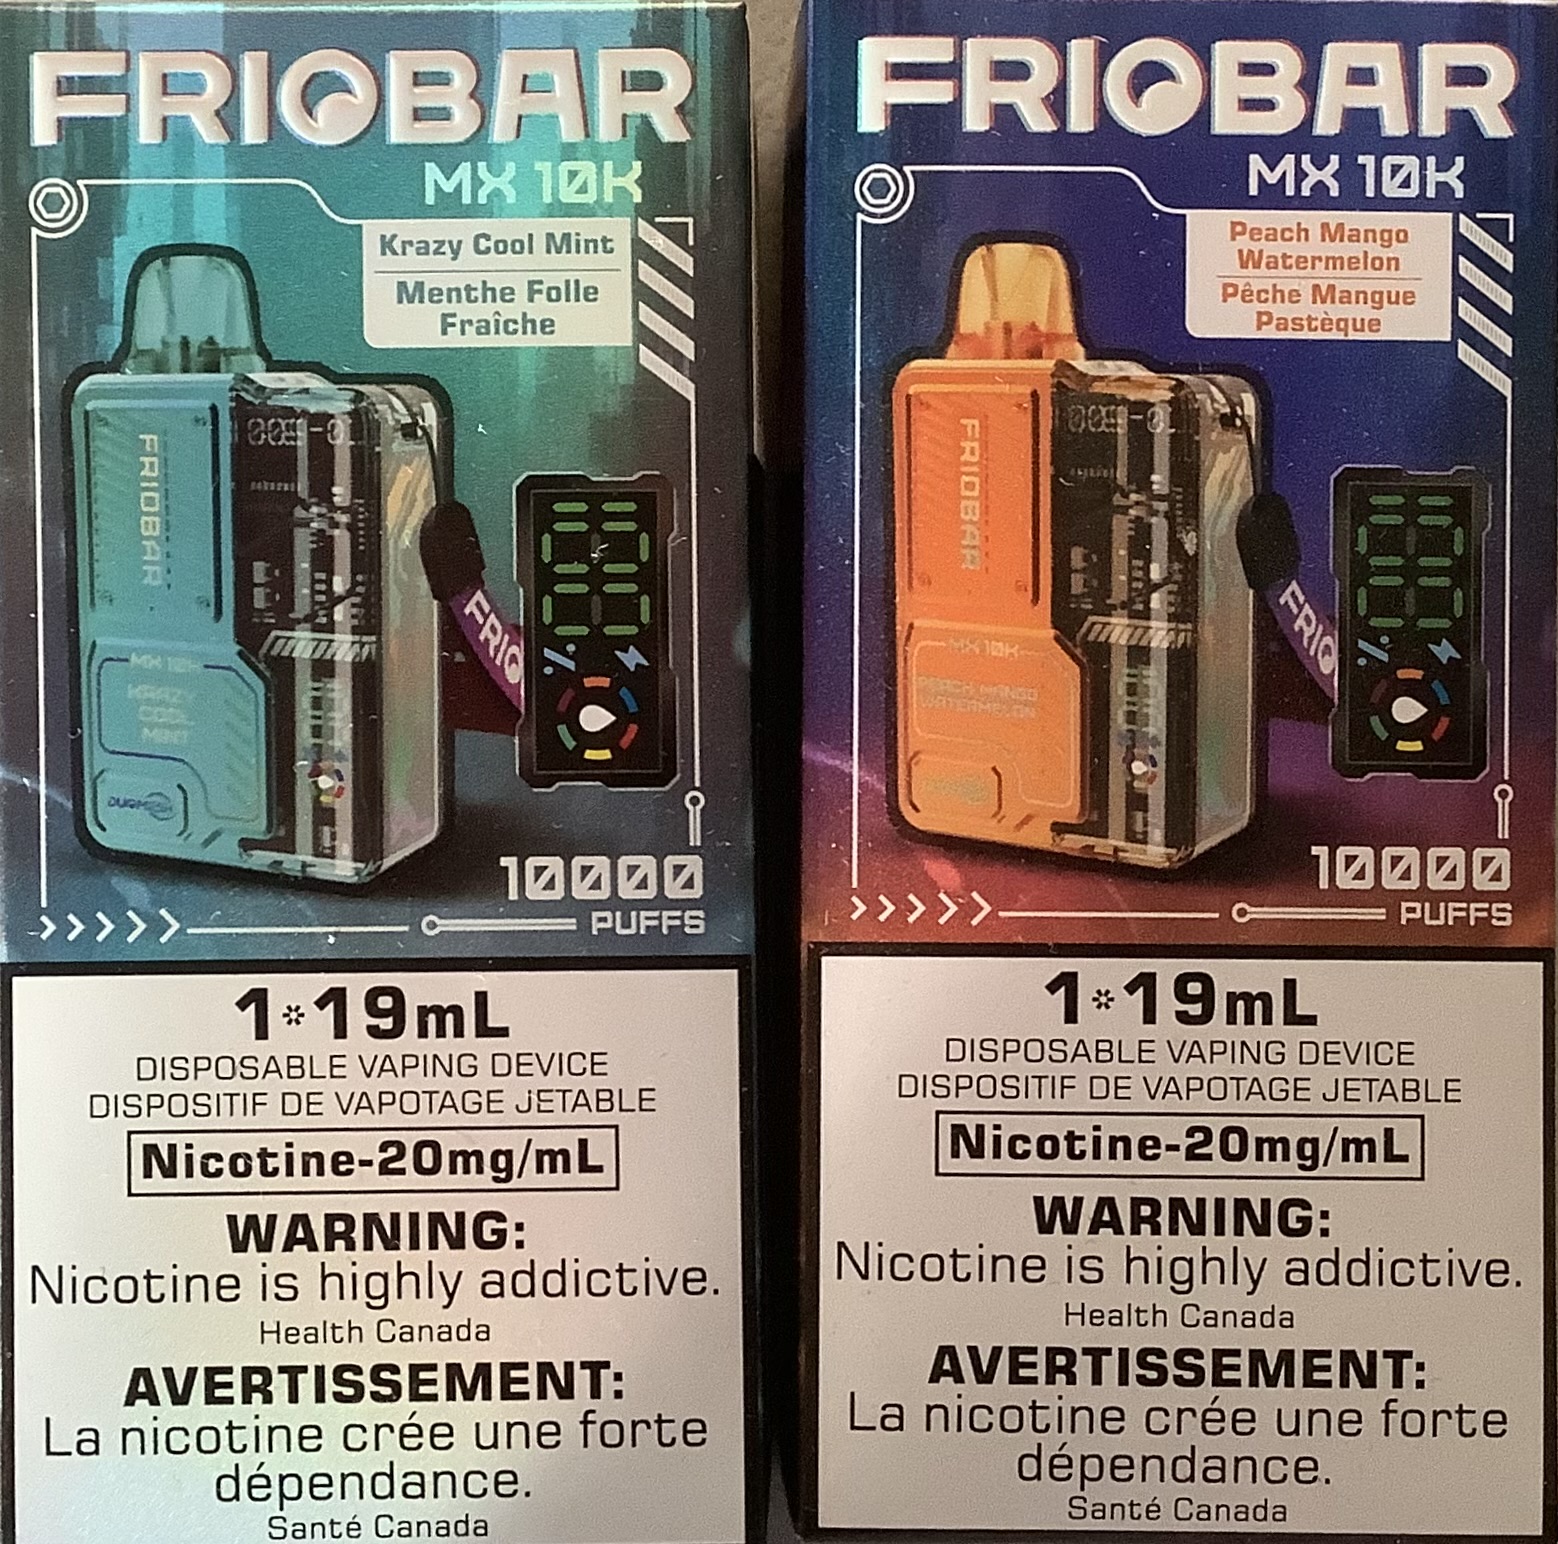 FRIOBAR
MX 10K
Krazy Cool Mint
Menthe Folle
Fraîche
FRIOBAR
FRIO
MX 10K
KRAZY
COOL
MINT
10000
PUFFS
1*19mL
DISPOSABLE VAPING DEVICE
DISPOSITIF DE VAPOTAGE JETABLE
Nicotine-20mg/mL
WARNING:
Nicotine is highly addictive.
Health Canada
AVERTISSEMENT:
La nicotine crée une forte
dépendance.
Santé Canada
FRIOBAR
MX 10K
Peach Mango
Watermelon
Pêche Mangue
Pastèque
FRIOBAR
FRIO
MX 10K
PEACH MANGO
WATERMELON
10000
PUFFS
1*19mL
DISPOSABLE VAPING DEVICE
DISPOSITIF DE VAPOTAGE JETABLE
Nicotine-20mg/mL
WARNING:
Nicotine is highly addictive.
Health Canada
AVERTISSEMENT:
La nicotine crée une forte
dépendance.
Santé Canada